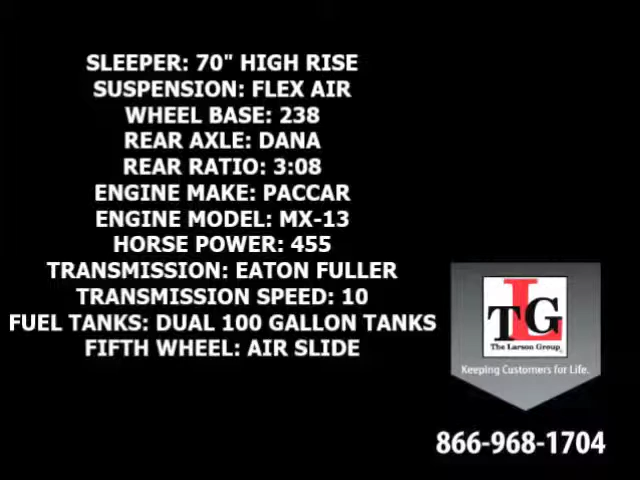 SLEEPER: 70" HIGH RISE
SUSPENSION: FLEX AIR
WHEEL BASE: 238
REAR AXLE: DANA
REAR RATIO: 3:08
ENGINE MAKE: PACCAR
ENGINE MODEL: MX-13
HORSE POWER: 455
TRANSMISSION: EATON FULLER
TRANSMISSION SPEED: 10
FUEL TANKS: DUAL 100 GALLON TANKS
FIFTH WHEEL: AIR SLIDE
TLG
The Larson Group
Keeping Customers for Life.
866-968-1704